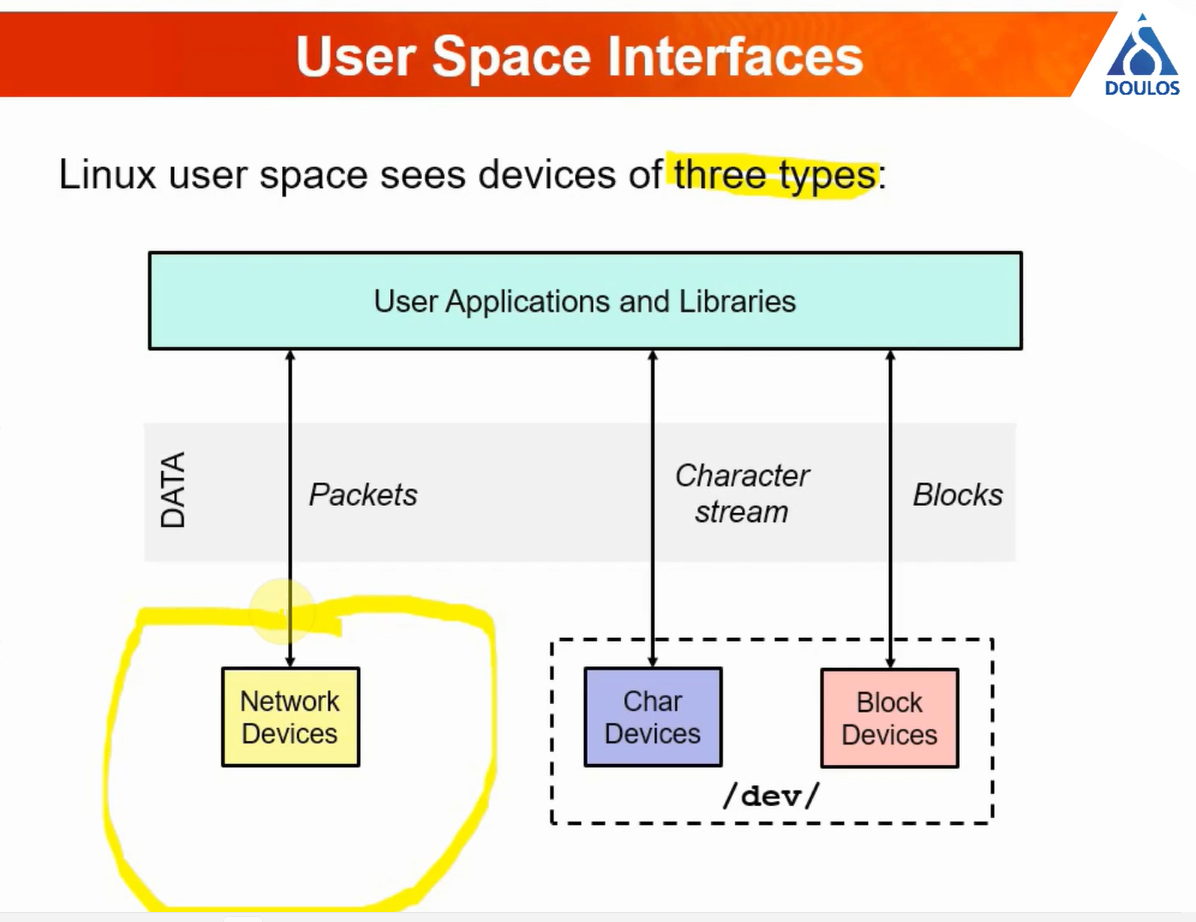 User Space Interfaces
DOULOS
Linux user space sees devices of three types:
User Applications and Libraries
DATA
Packets
Character
stream
Blocks
Network
Devices
Char
Devices
Block
Devices
/dev/